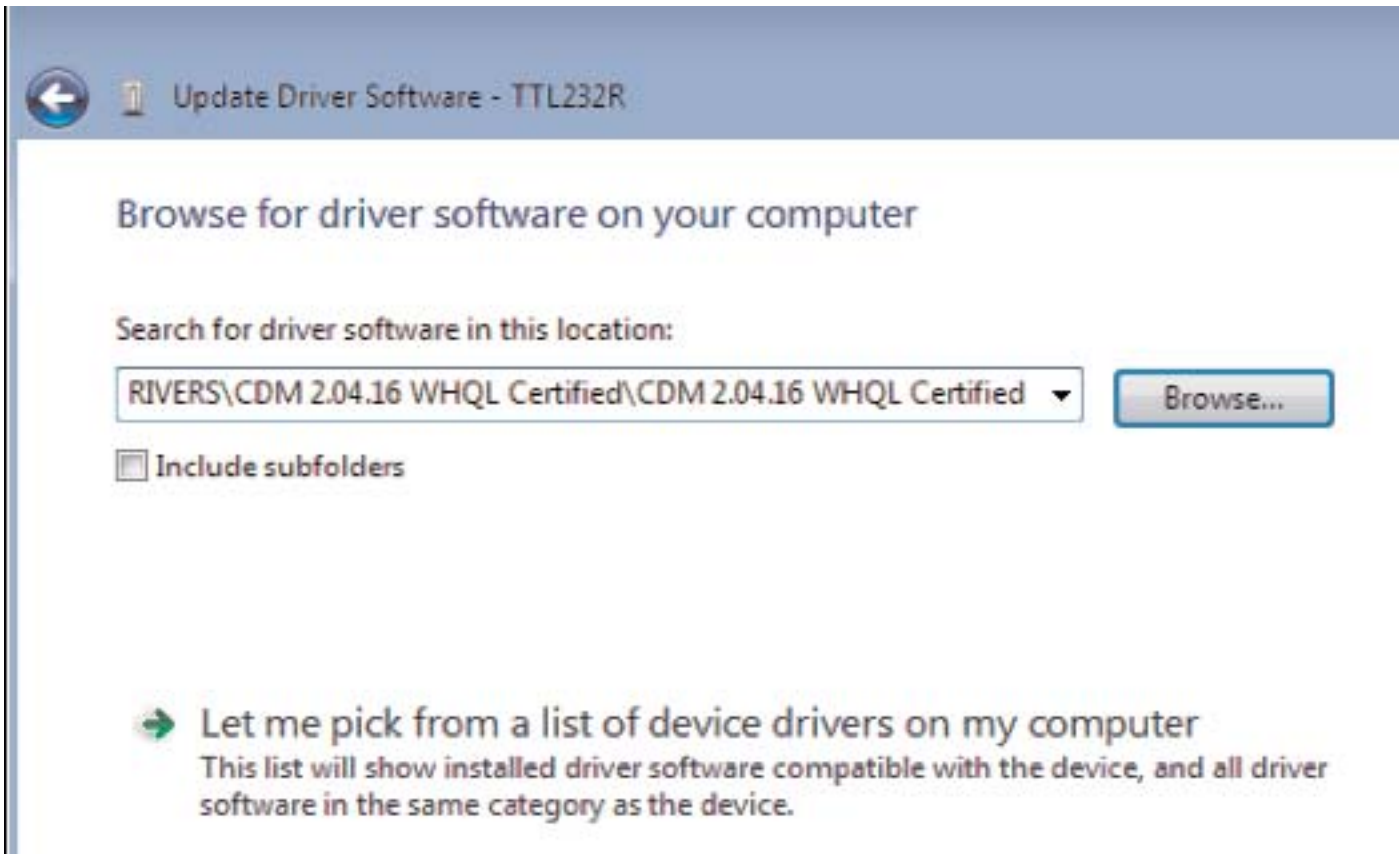 Update Driver Software - TTL232R
Browse for driver software on your computer
Search for driver software in this location:
RIVERS\CDM 2.04.16 WHQL Certified\CDM 2.04.16 WHQL Certified
Browse...
Include subfolders
Let me pick from a list of device drivers on my computer
This list will show installed driver software compatible with the device, and all driver
software in the same category as the device.